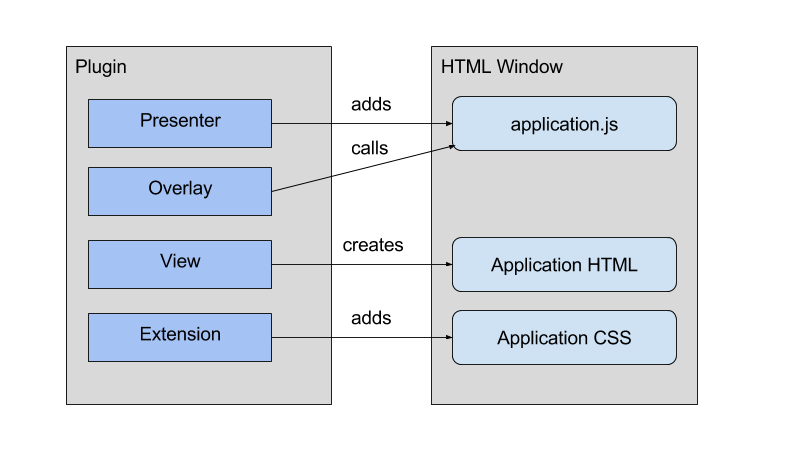 Plugin
Presenter
Overlay
View
Extension
adds
calls
creates
adds
HTML Window
application.js
Application HTML
Application CSS